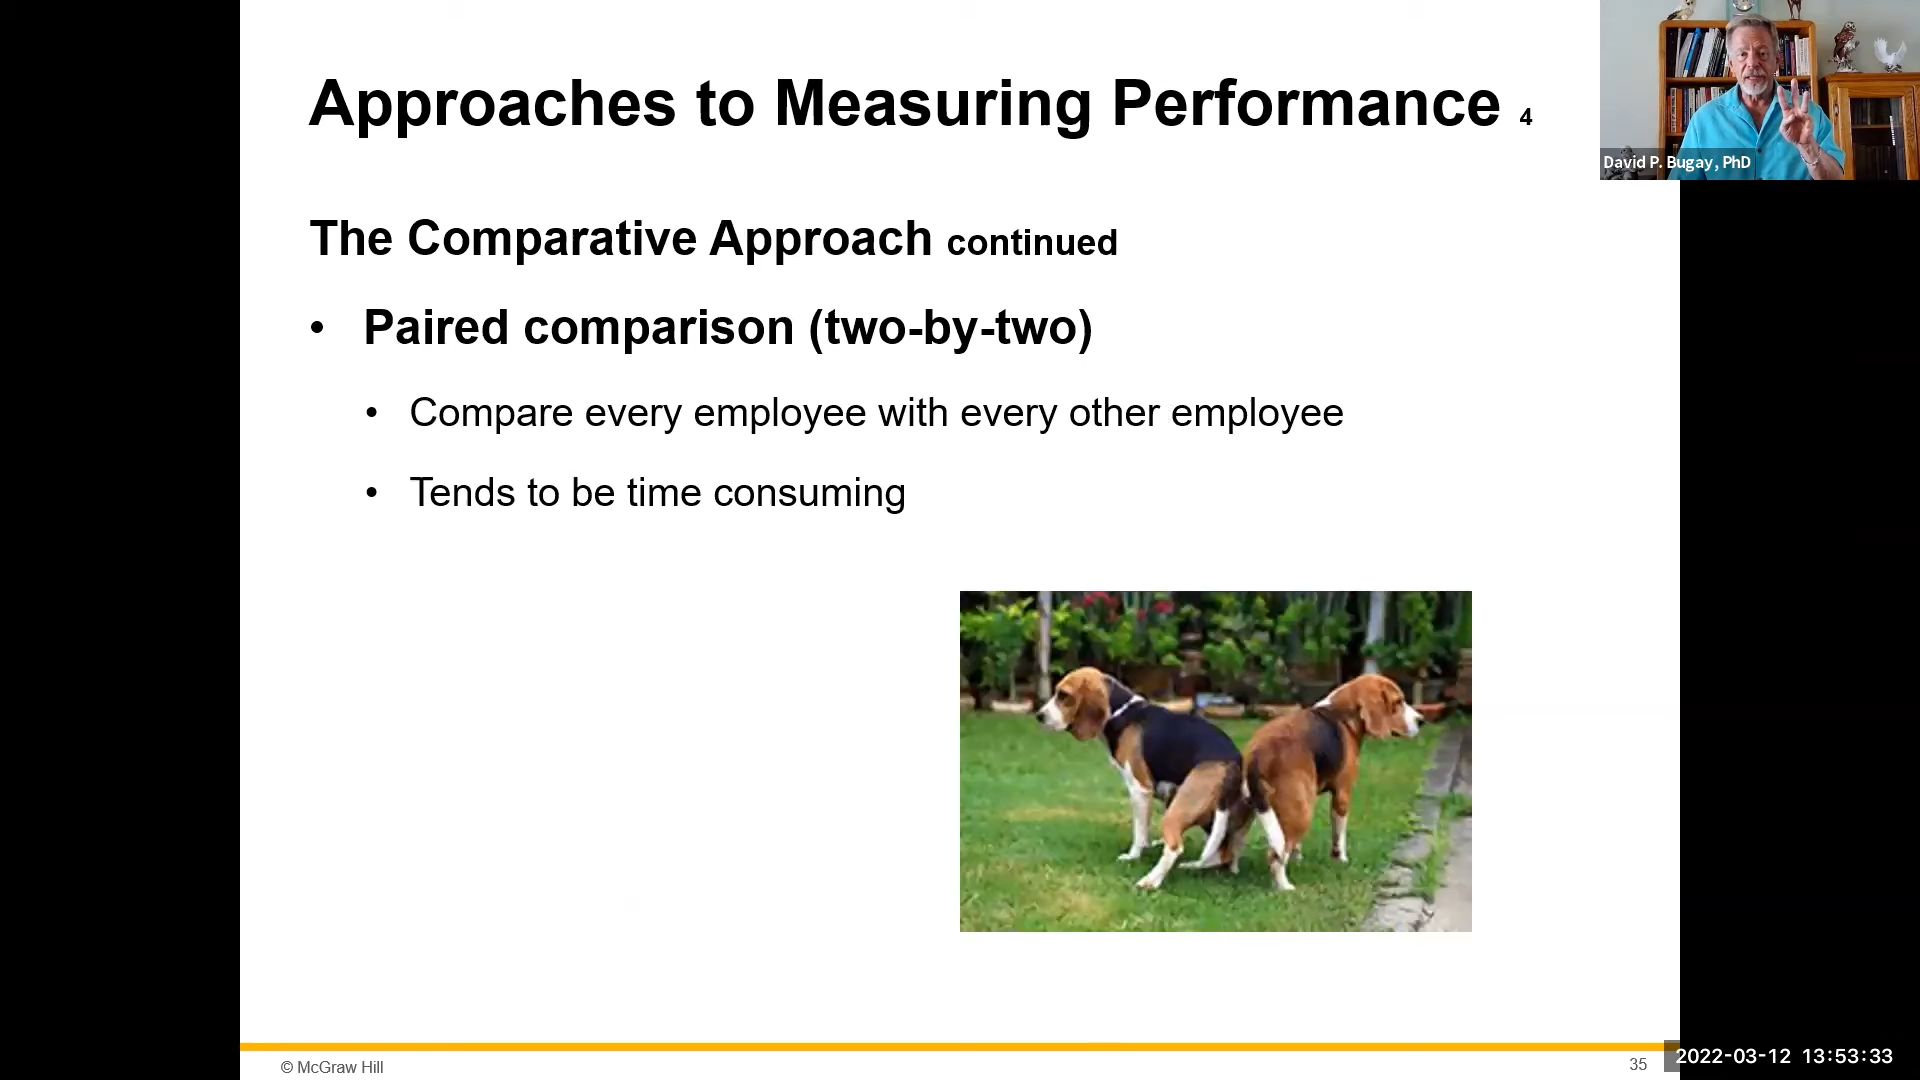 Approaches to Measuring Performance 4
David P. Bugay, PhD
The Comparative Approach continued
• Paired comparison (two-by-two)
• Compare every employee with every other employee
• Tends to be time consuming
© McGraw Hill
35
2022-03-12 13:53:33